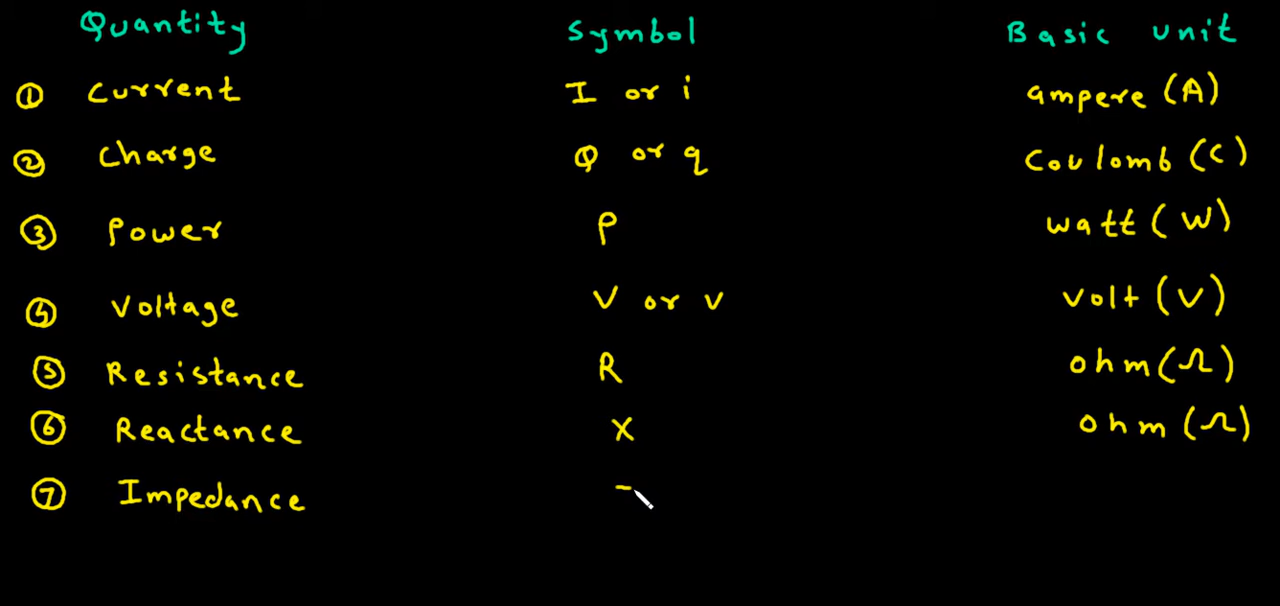 Quantity Symbol Basic unit
① Current I or i ampere (A)
② Charge Q or q Coulomb (C)
③ Power P watt (W)
④ Voltage V or v Volt (V)
⑤ Resistance R ohm (Ω)
⑥ Reactance X ohm (Ω)
⑦ Impedance